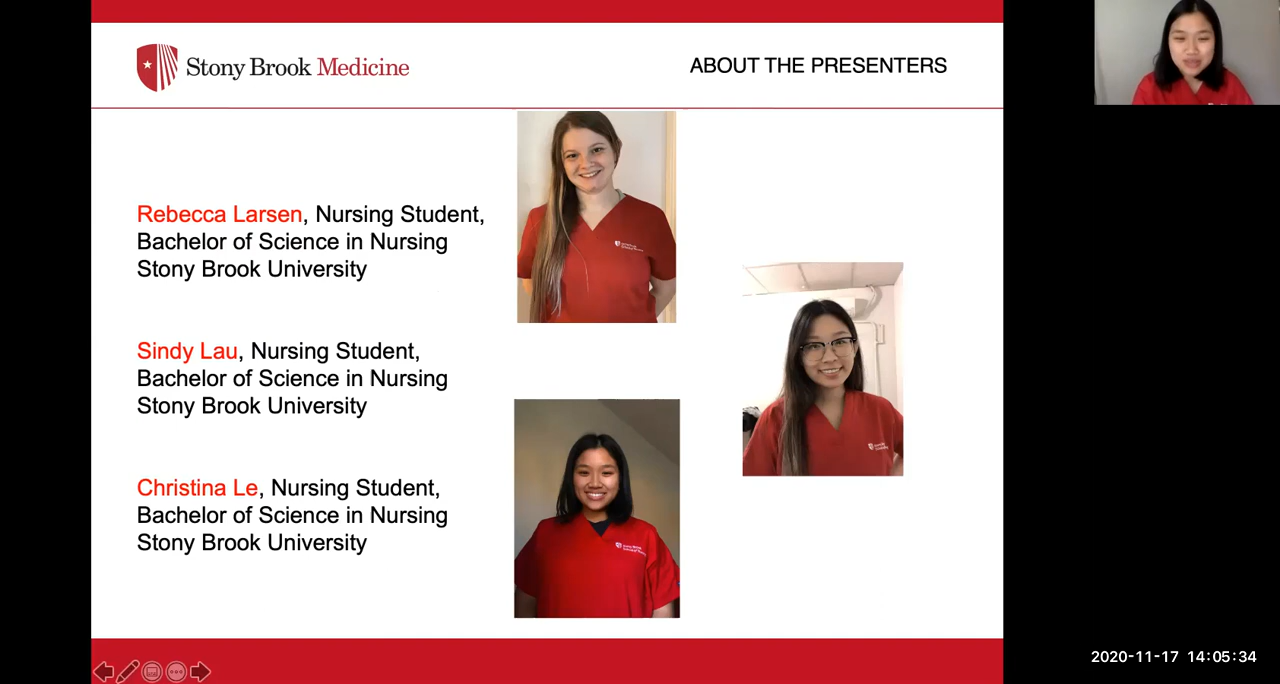 Stony Brook Medicine
ABOUT THE PRESENTERS
Rebecca Larsen, Nursing Student,
Bachelor of Science in Nursing
Stony Brook University
Sindy Lau, Nursing Student,
Bachelor of Science in Nursing
Stony Brook University
Christina Le, Nursing Student,
Bachelor of Science in Nursing
Stony Brook University
2020-11-17 14:05:34